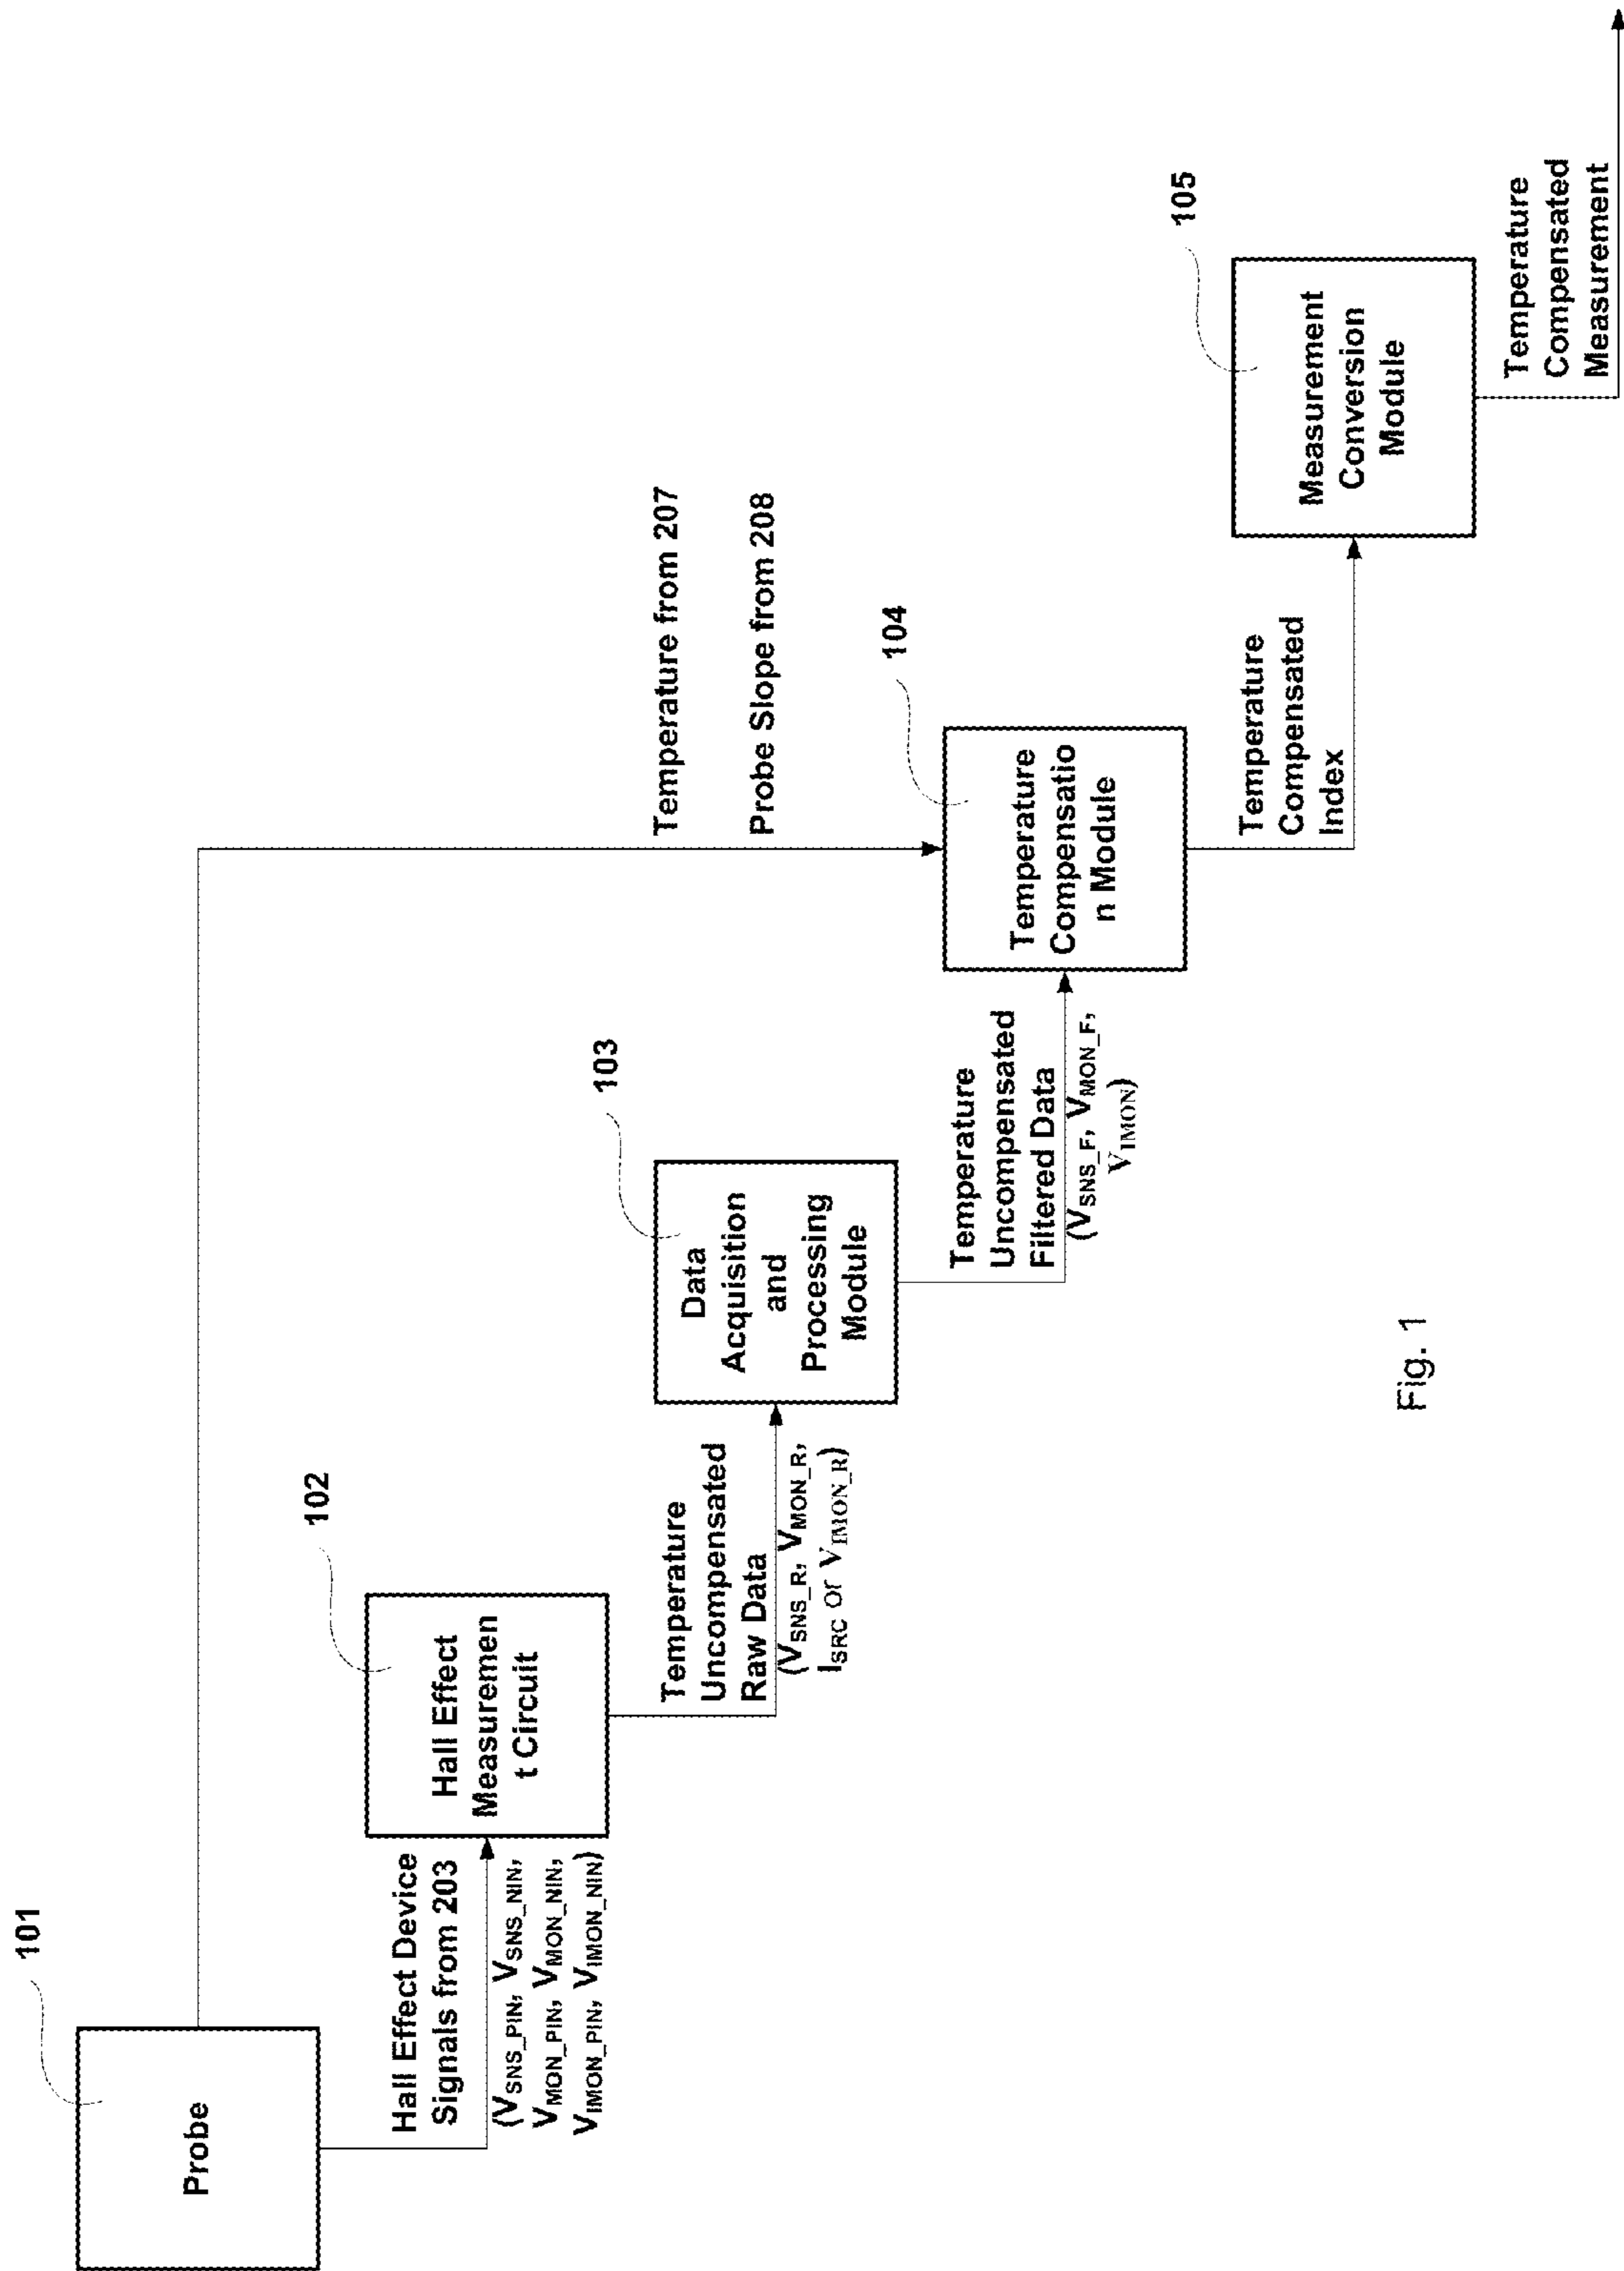 101
Probe
Hall Effect Device
Signals from 203
(VSNS_PIN, VSNS_NIN,
VMON_PIN, VMON_NIN,
VIMON_PIN, VIMON_NIN)
102
Hall Effect
Measuremen
t Circuit
Temperature
Uncompensated
Raw Data
(VSNS_R, VMON_R,
ISRC or VIMON_R)
103
Data
Acquisition
and
Processing
Module
Temperature
Uncompensated
Filtered Data
(VSNS_F, VMON_F,
VIMON)
Temperature from 207
Probe Slope from 208
104
Temperature
Compensatio
n Module
Temperature
Compensated
Index
105
Measurement
Conversion
Module
Temperature
Compensated
Measurement
Fig. 1